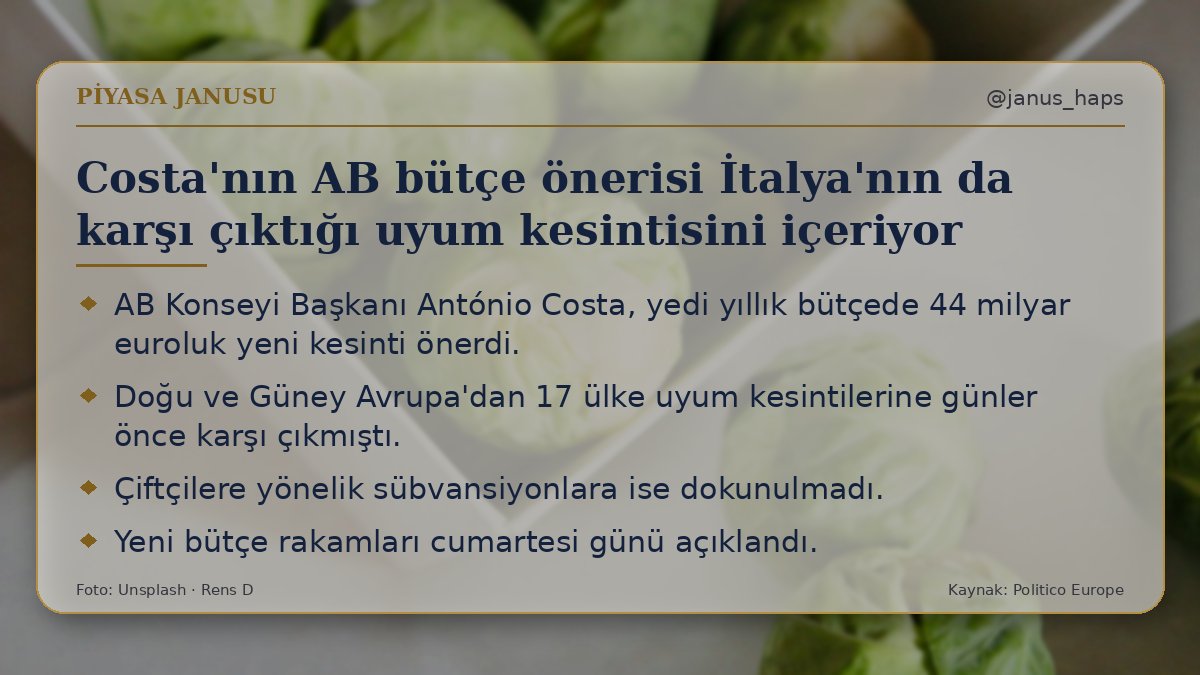 PİYASA JANUSU
@janus_haps
Costa'nın AB bütçe önerisi İtalya'nın da
karşı çıktığı uyum kesintisini içeriyor
AB Konseyi Başkanı António Costa, yedi yıllık bütçede 44 milyar
euroluk yeni kesinti önerdi.
Doğu ve Güney Avrupa'dan 17 ülke uyum kesintilerine günler
önce karşı çıkmıştı.
Çiftçilere yönelik sübvansiyonlara ise dokunulmadı.
Yeni bütçe rakamları cumartesi günü açıklandı.
Foto: Unsplash · Rens D
Kaynak: Politico Europe